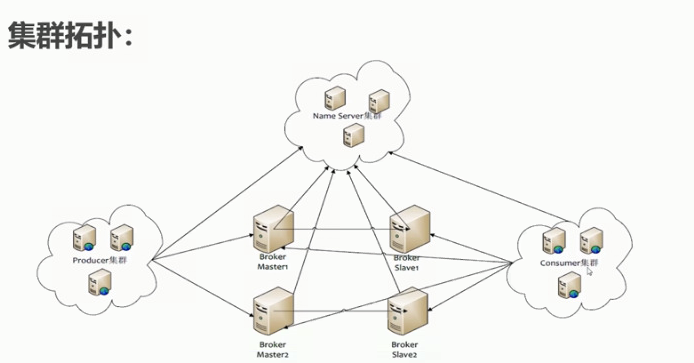 集群拓扑：
Name Server集群
Producer集群
Broker
Master1
Broker
Slave1
Consumer集群
Broker
Master2
Broker
Slave2